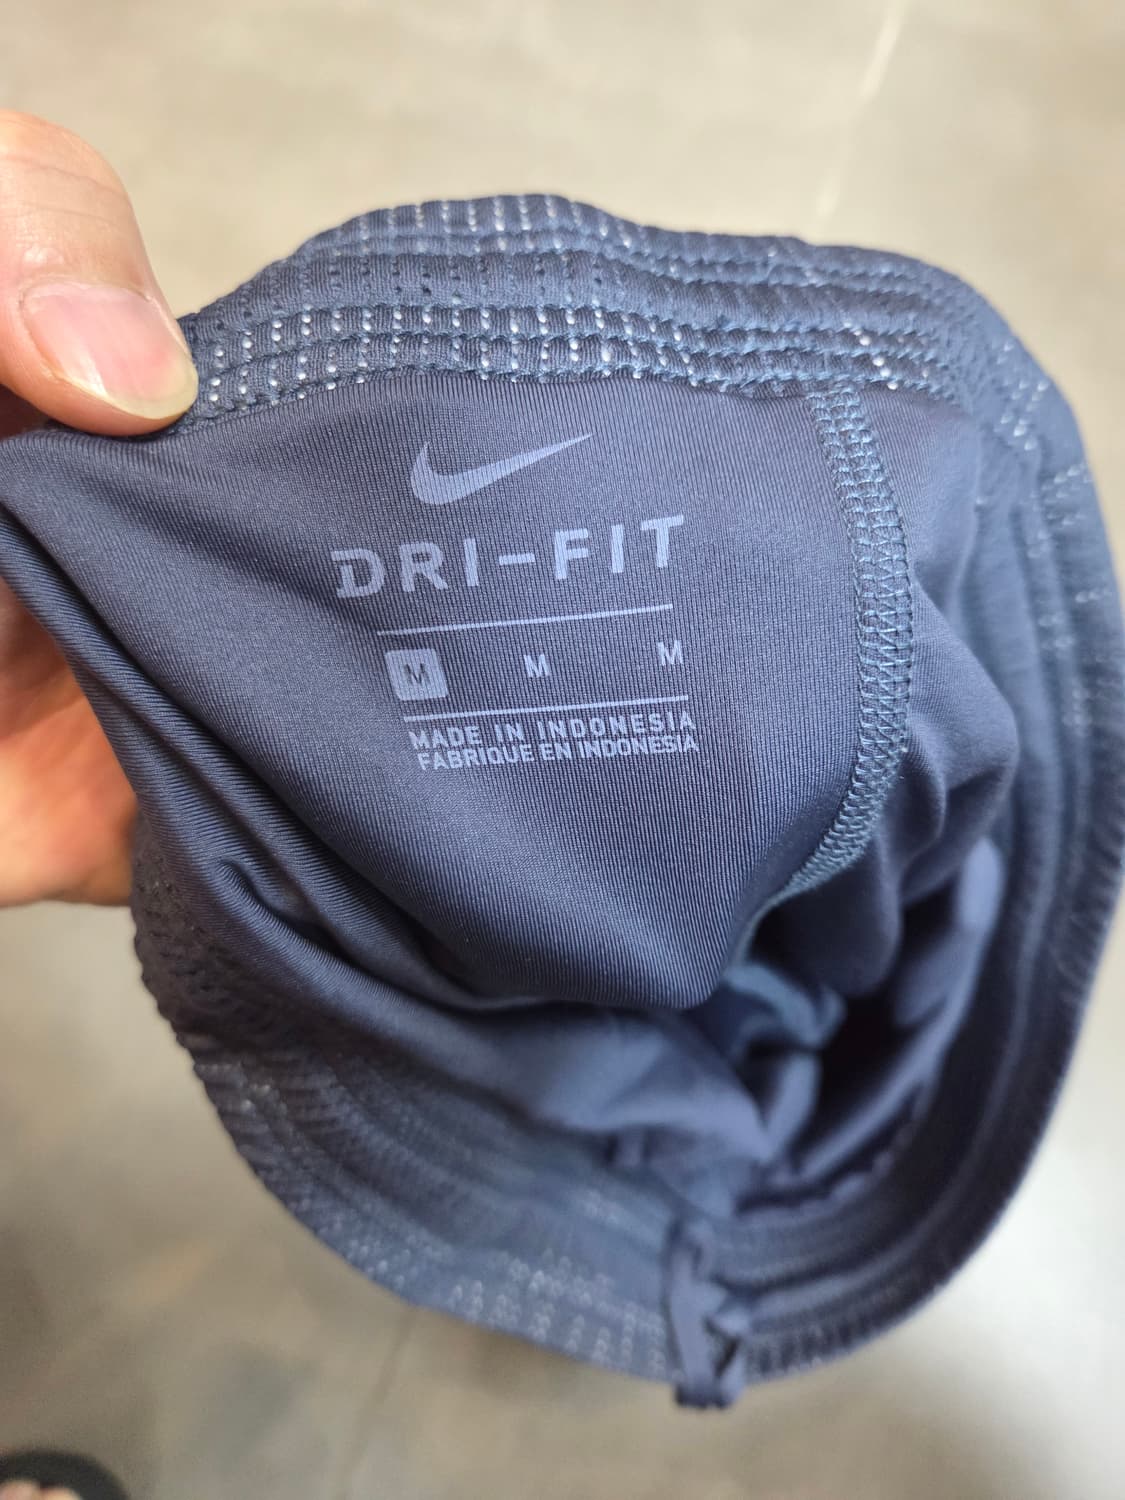 DRI-FIT
M M M
MADE IN INDONESIA
FABRIQUE EN INDONESIA